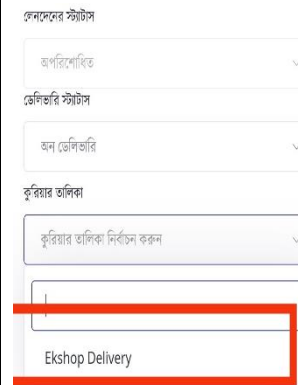 লেনদেনের স্ট্যাটাস
অপরিশোধিত
ডেলিভারি স্ট্যাটাস
অন ডেলিভারি
কুরিয়ার তালিকা
কুরিয়ার তালিকা নির্বাচন করুন
Ekshop Delivery